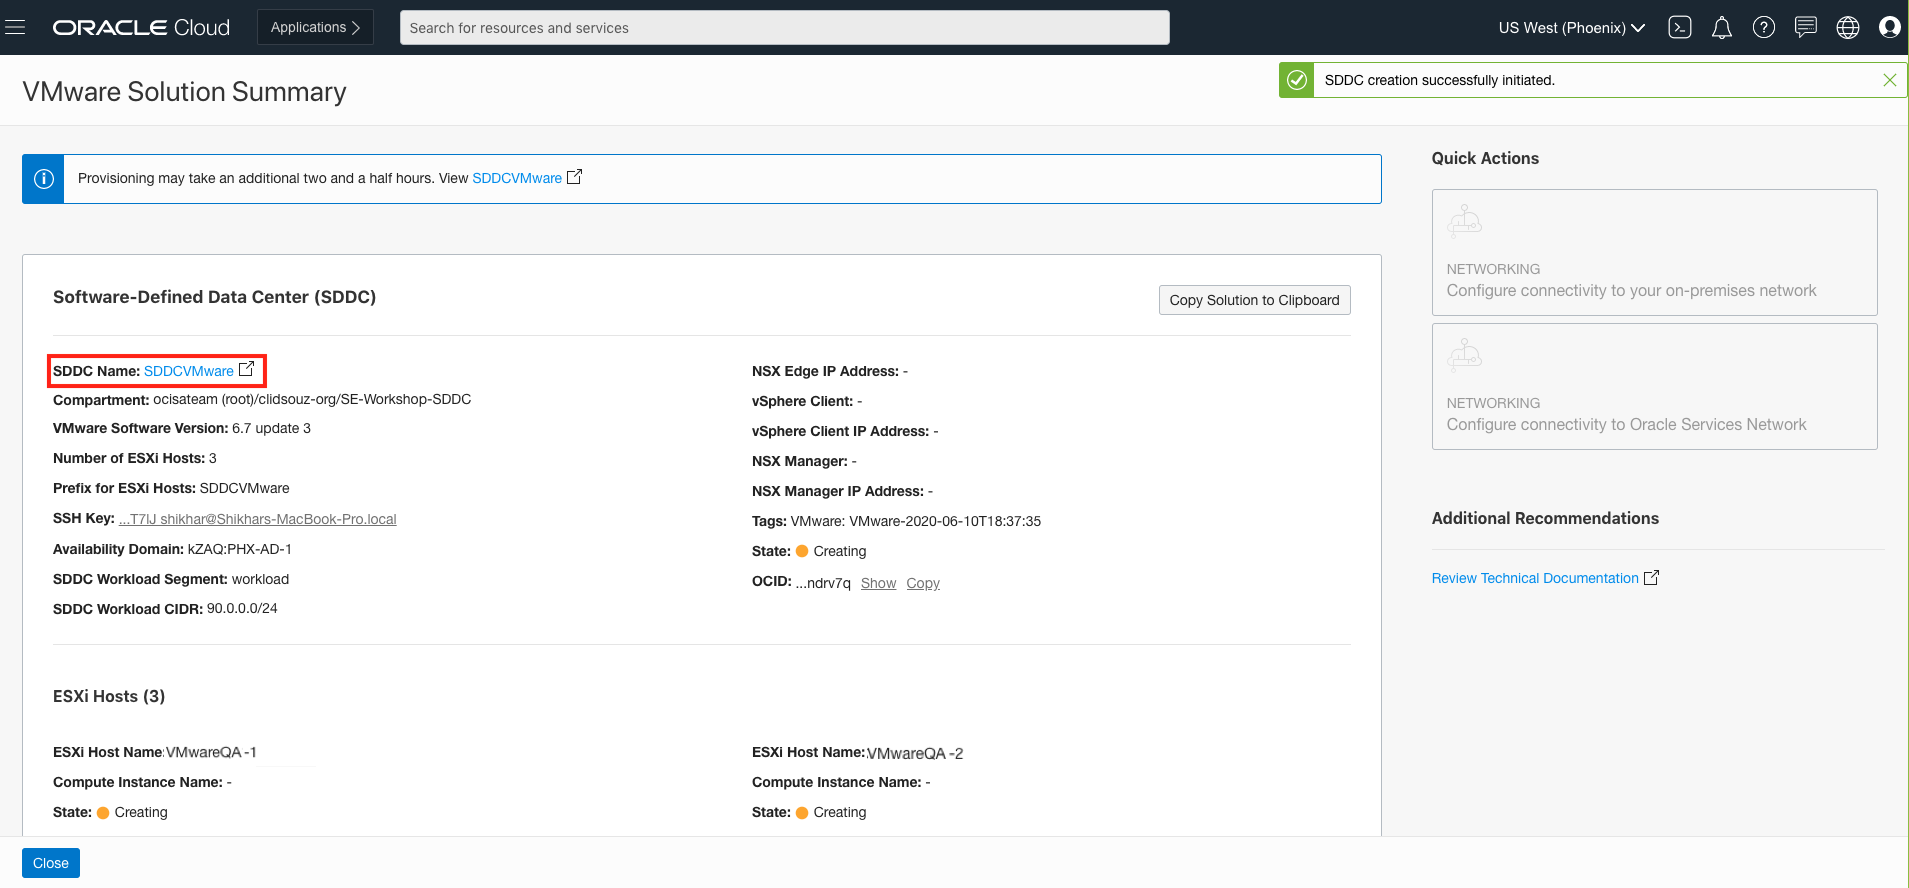 ORACLE Cloud
Applications
Search for resources and services
US West (Phoenix)
VMware Solution Summary
SDDC creation successfully initiated.
Provisioning may take an additional two and a half hours. View SDDCVMware
Software-Defined Data Center (SDDC)
Copy Solution to Clipboard
SDDC Name: SDDCVMware
Compartment: ocisateam (root)/clidsouz-org/SE-Workshop-SDDC
VMware Software Version: 6.7 update 3
Number of ESXi Hosts: 3
Prefix for ESXi Hosts: SDDCVMware
SSH Key: ...T7lJ shikhar@Shikhars-MacBook-Pro.local
Availability Domain: kZAQ:PHX-AD-1
SDDC Workload Segment: workload
SDDC Workload CIDR: 90.0.0.0/24
NSX Edge IP Address: -
vSphere Client: -
vSphere Client IP Address: -
NSX Manager: -
NSX Manager IP Address: -
Tags: VMware: VMware-2020-06-10T18:37:35
State: Creating
OCID: ...ndrv7q Show Copy
ESXi Hosts (3)
ESXi Host Name: VMwareQA -1
Compute Instance Name: -
State: Creating
ESXi Host Name: VMwareQA -2
Compute Instance Name: -
State: Creating
Quick Actions
NETWORKING
Configure connectivity to your on-premises network
NETWORKING
Configure connectivity to Oracle Services Network
Additional Recommendations
Review Technical Documentation
Close